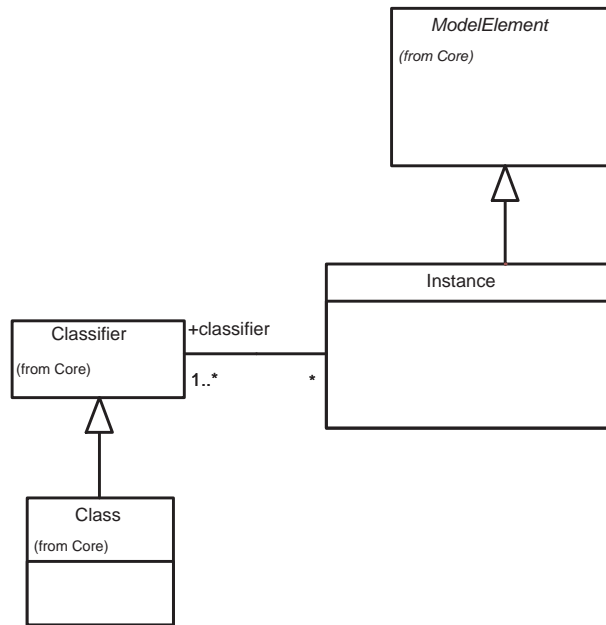 ModelElement
(from Core)
Instance
Classifier
(from Core)
+classifier
1..*
*
Class
(from Core)